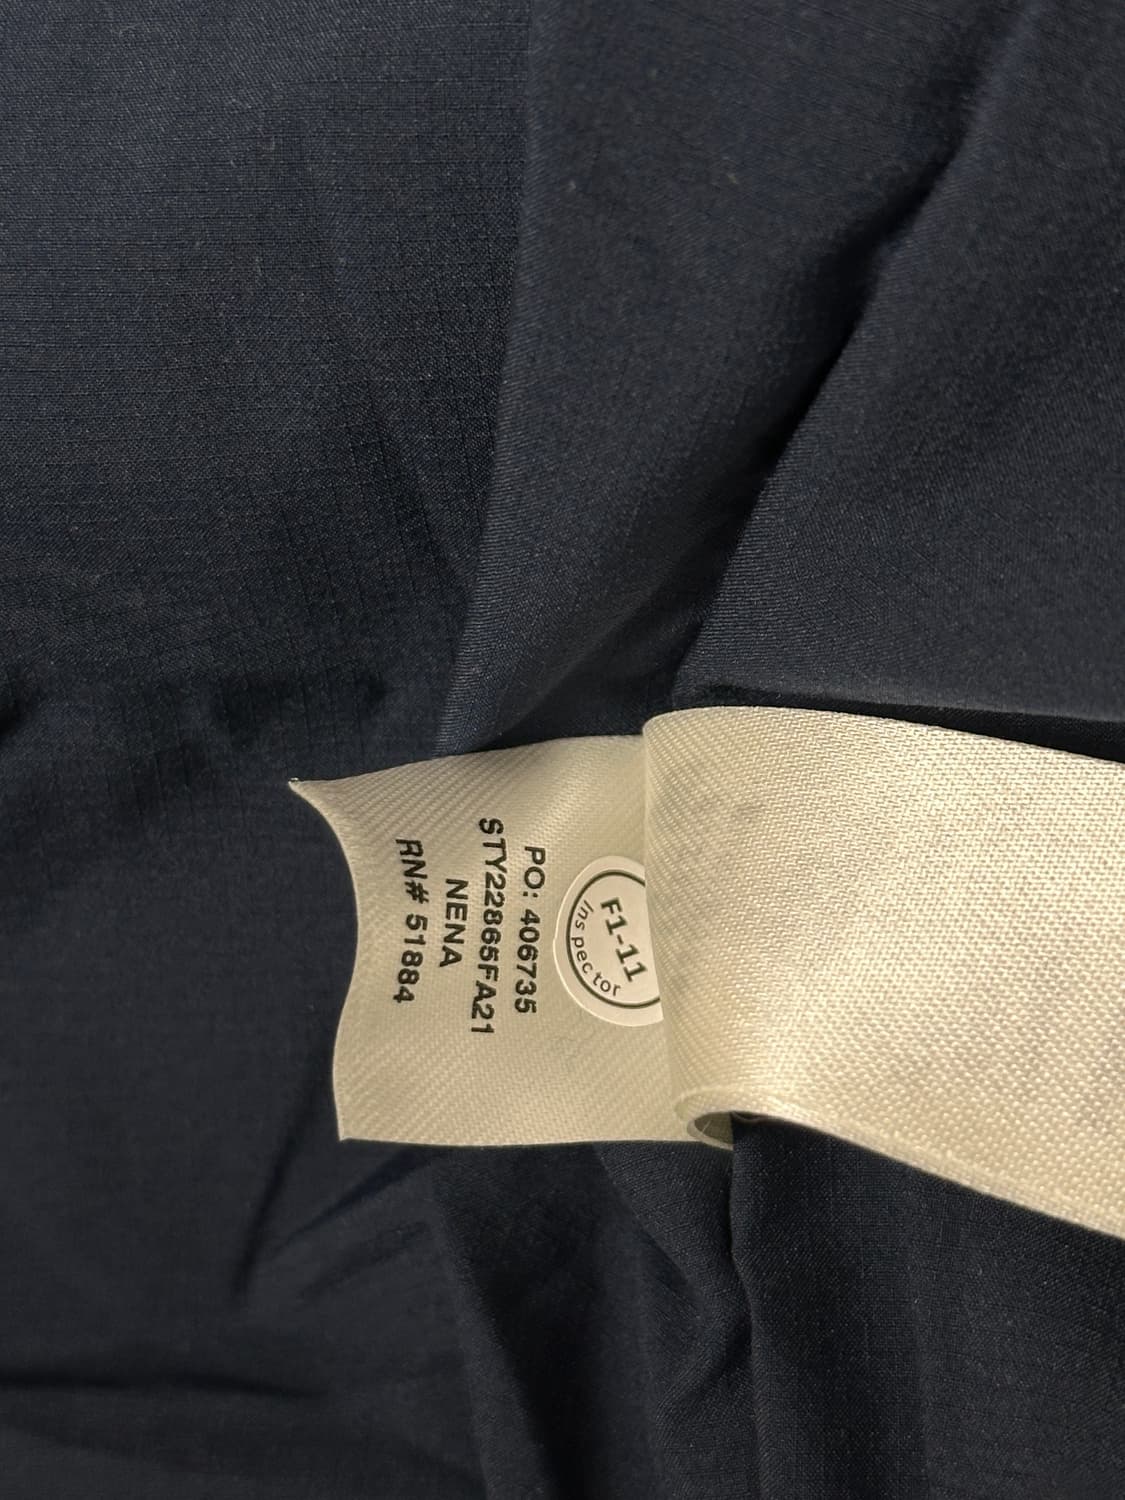 F1-11
inspector
PO: 406735
STY22865FA21
NENA
RN# 51884